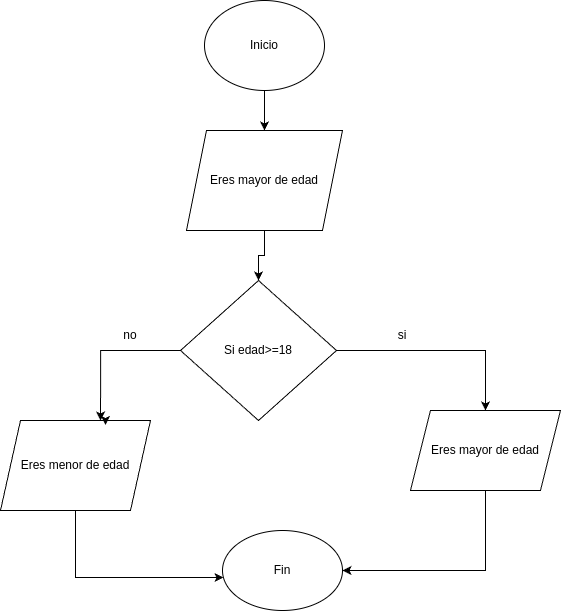 Inicio
Eres mayor de edad
Si edad>=18
no
si
Eres menor de edad
Eres mayor de edad
Fin